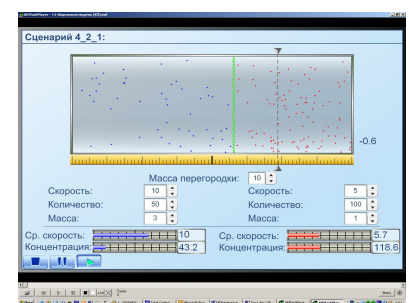 Сценарий 4_2_1:
-0.6
Масса перегородки: 10
Скорость: 10
Скорость: 5
Количество: 50
Количество: 100
Масса: 3
Масса: 1
Ср. скорость: 10
Ср. скорость: 5.7
Концентрация: 43.2
Концентрация: 118.6